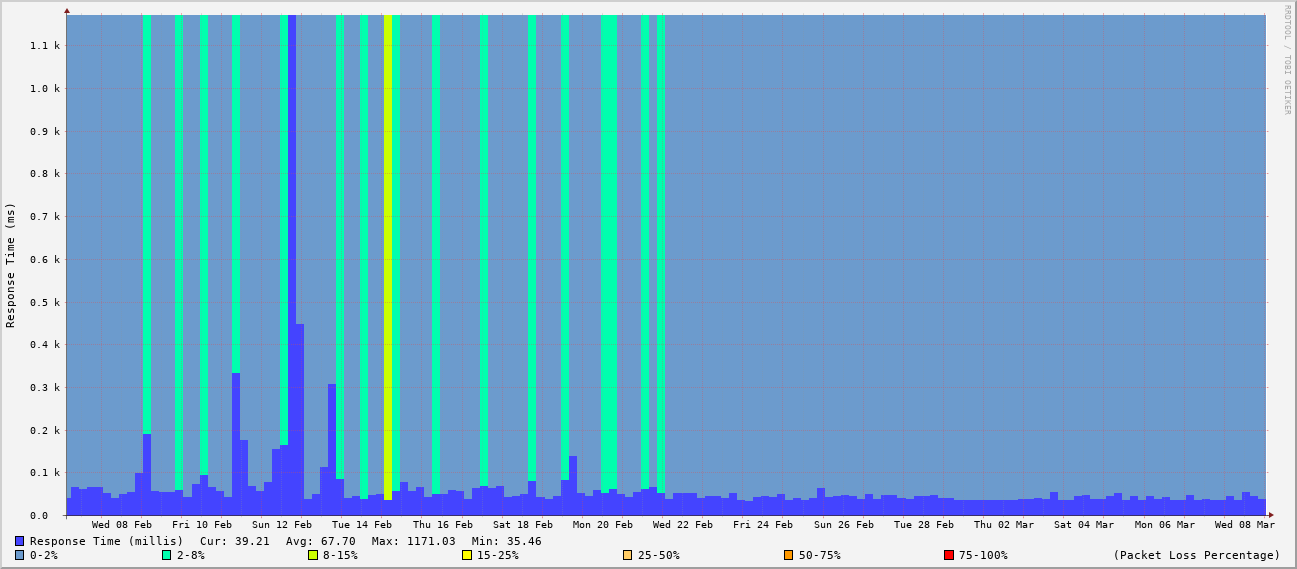 RRDTOOL / TOBI OETIKER
Response Time (ms)
1.1 k
1.0 k
0.9 k
0.8 k
0.7 k
0.6 k
0.5 k
0.4 k
0.3 k
0.2 k
0.1 k
0.0
Wed 08 Feb Fri 10 Feb Sun 12 Feb Tue 14 Feb Thu 16 Feb Sat 18 Feb Mon 20 Feb Wed 22 Feb Fri 24 Feb Sun 26 Feb Tue 28 Feb Thu 02 Mar Sat 04 Mar Mon 06 Mar Wed 08 Mar
Response Time (millis) Cur: 39.21 Avg: 67.70 Max: 1171.03 Min: 35.46
0-2% 2-8% 8-15% 15-25% 25-50% 50-75% 75-100% (Packet Loss Percentage)